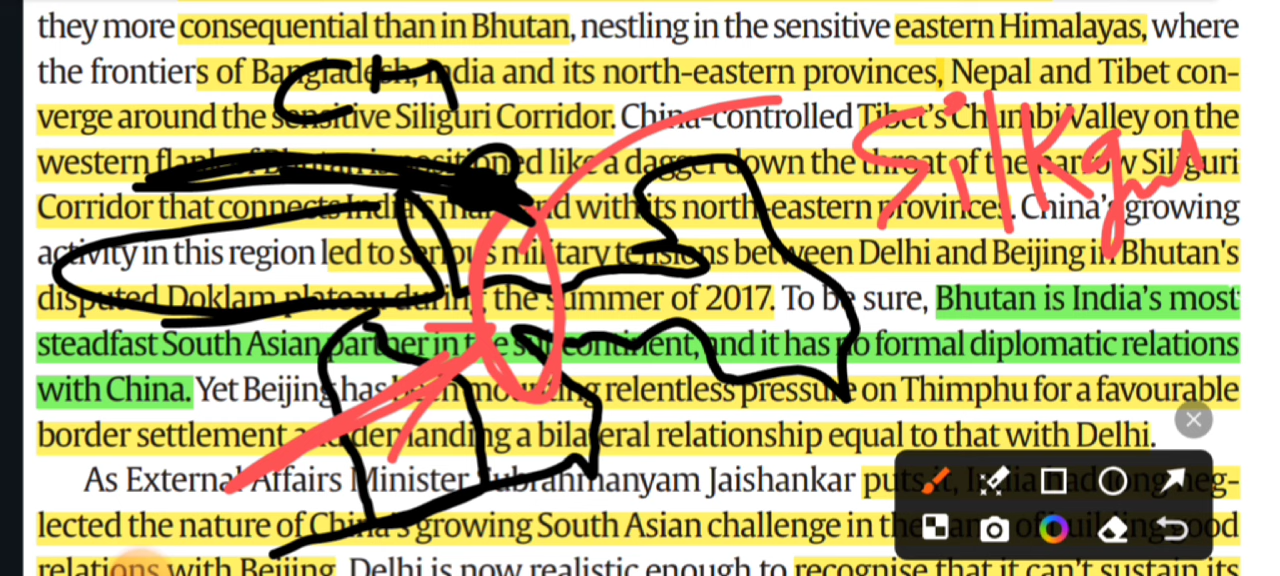 they more consequential than in Bhutan, nestling in the sensitive eastern Himalayas, where
the frontiers of Bangladesh, India and its north-eastern provinces, Nepal and Tibet con-
verge around the sensitive Siliguri Corridor. China-controlled Tibet's Chumbi Valley on the
western flank of Bhutan is positioned like a dagger down the throat of the narrow Siliguri
Corridor that connects India's mainland with its north-eastern provinces. China's growing
activity in this region led to serious military tensions between Delhi and Beijing in Bhutan's
disputed Doklam plateau during the summer of 2017. To be sure, Bhutan is India's most
steadfast South Asian partner in the subcontinent, and it has no formal diplomatic relations
with China. Yet Beijing has been mounting relentless pressure on Thimphu for a favourable
border settlement and demanding a bilateral relationship equal to that with Delhi.
As External Affairs Minister Subrahmanyam Jaishankar puts it, India had long neg-
lected the nature of China's growing South Asian challenge in the name of building good
relations with Beijing. Delhi is now realistic enough to recognise that it can't sustain its